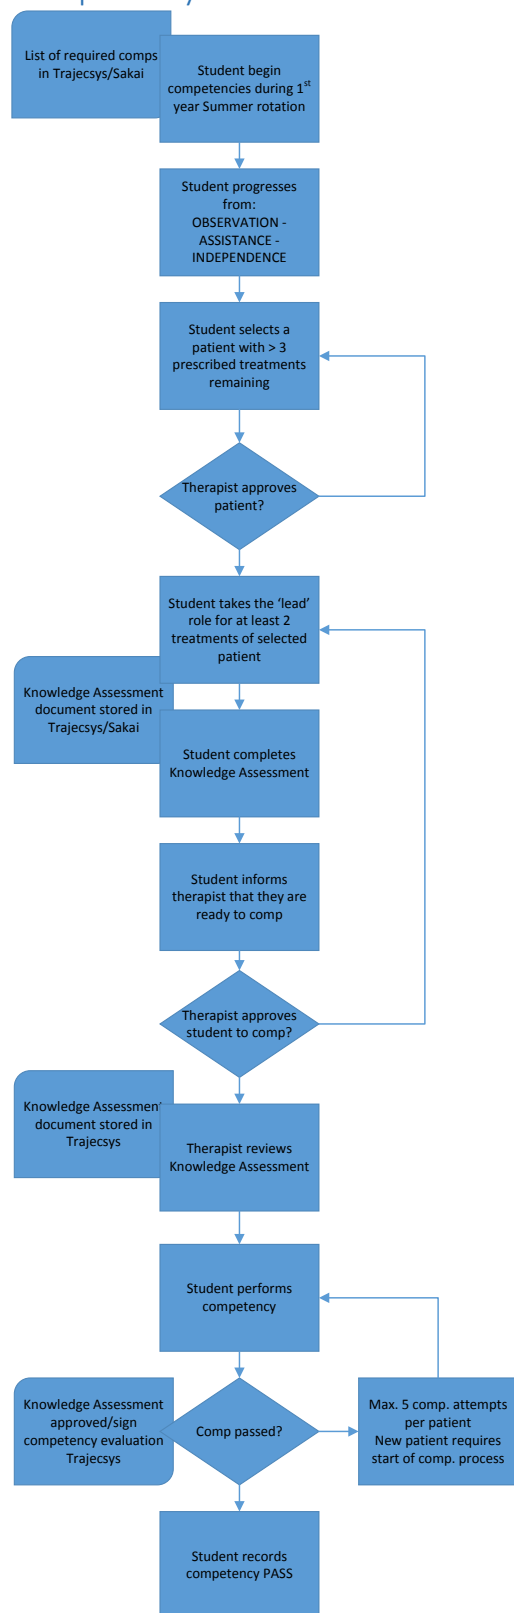 List of required comps
in Trajecsys/Sakai
Student begin
competencies during 1st
year Summer rotation
Student progresses
from:
OBSERVATION -
ASSISTANCE -
INDEPENDENCE
Student selects a
patient with > 3
prescribed treatments
remaining
Therapist approves
patient?
Student takes the ‘lead’
role for at least 2
treatments of selected
patient
Knowledge Assessment
document stored in
Trajecsys/Sakai
Student completes
Knowledge Assessment
Student informs
therapist that they are
ready to comp
Therapist approves
student to comp?
Knowledge Assessment
document stored in
Trajecsys
Therapist reviews
Knowledge Assessment
Student performs
competency
Knowledge Assessment
approved/sign
competency evaluation
Trajecsys
Comp passed?
Max. 5 comp. attempts
per patient
New patient requires
start of comp. process
Student records
competency PASS